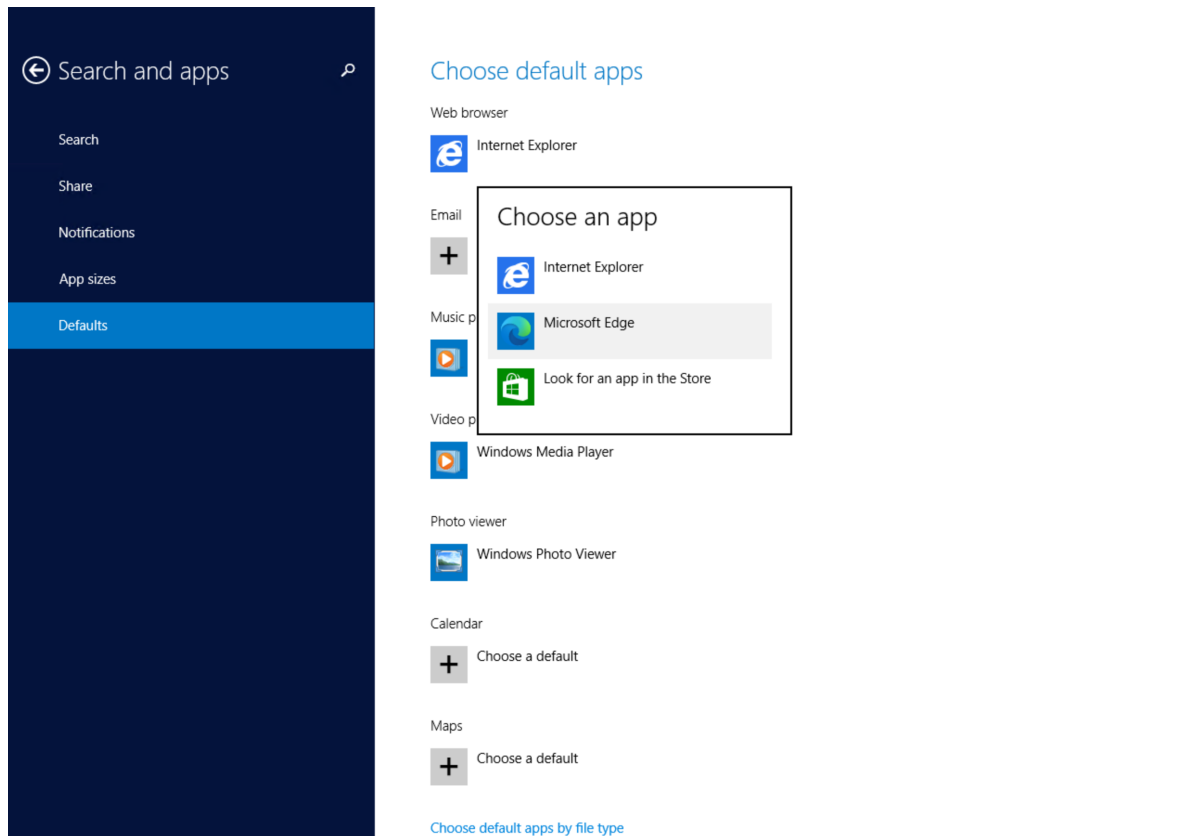 Search and apps
Search
Share
Notifications
App sizes
Defaults
Choose default apps
Web browser
Internet Explorer
Email
Choose an app
Internet Explorer
Microsoft Edge
Look for an app in the Store
Music p
Video p
Windows Media Player
Photo viewer
Windows Photo Viewer
Calendar
Choose a default
Maps
Choose a default
Choose default apps by file type